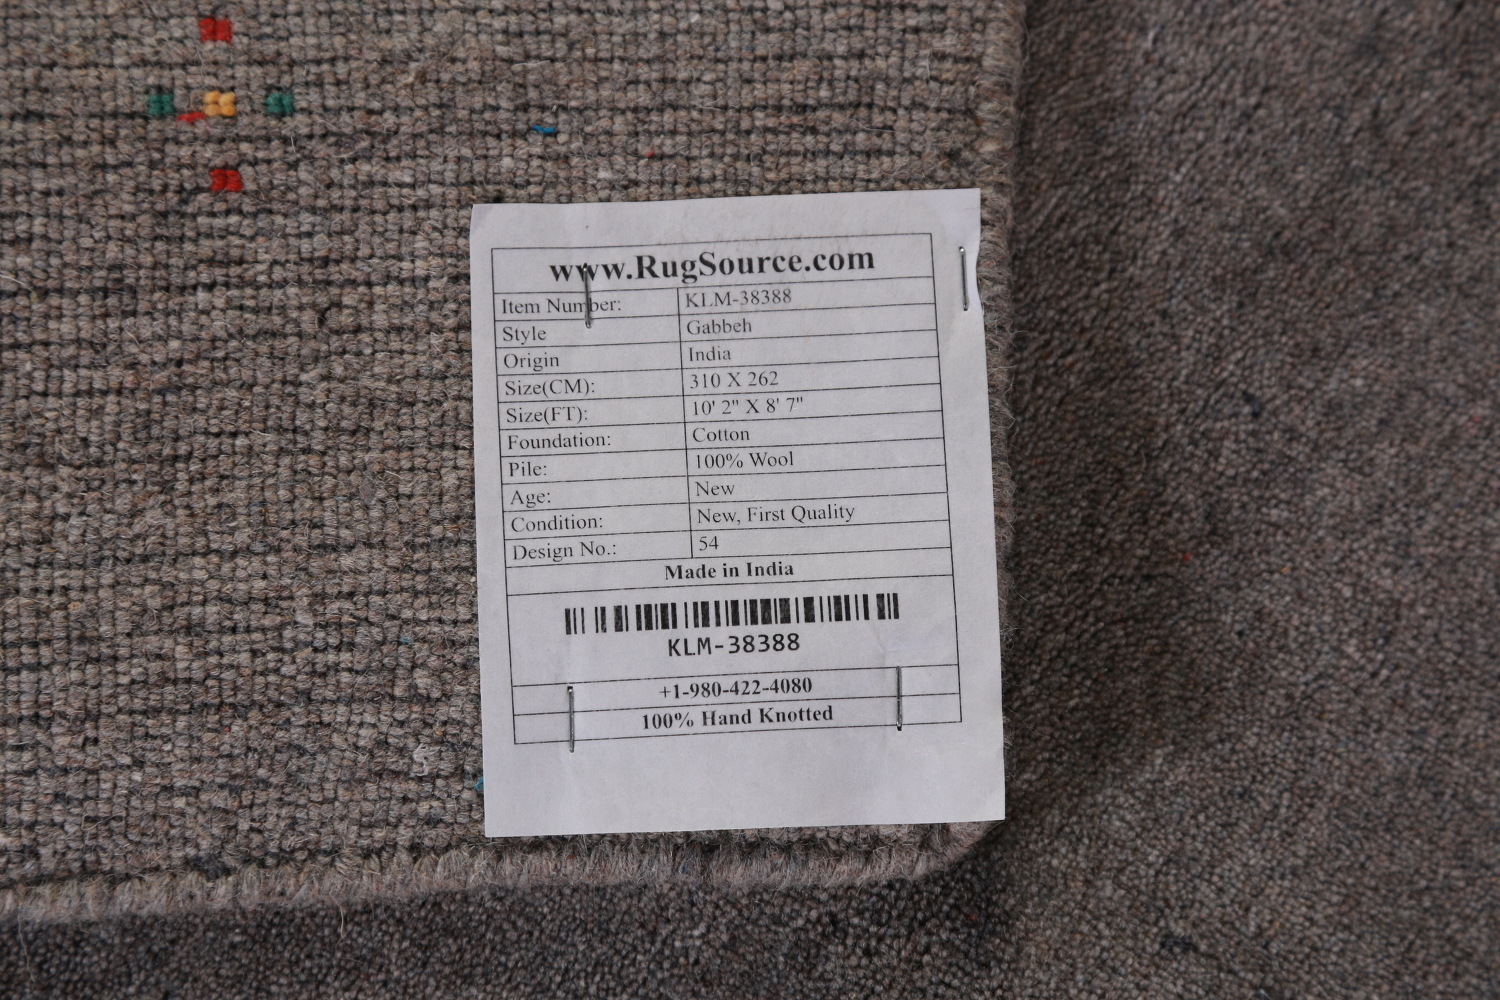 www.RugSource.com
Item Number: KLM-38388
Style Gabbeh
Origin India
Size(CM): 310 X 262
Size(FT): 10' 2" X 8' 7"
Foundation: Cotton
Pile: 100% Wool
Age: New
Condition: New, First Quality
Design No.: 54
Made in India
KLM-38388
+1-980-422-4080
100% Hand Knotted